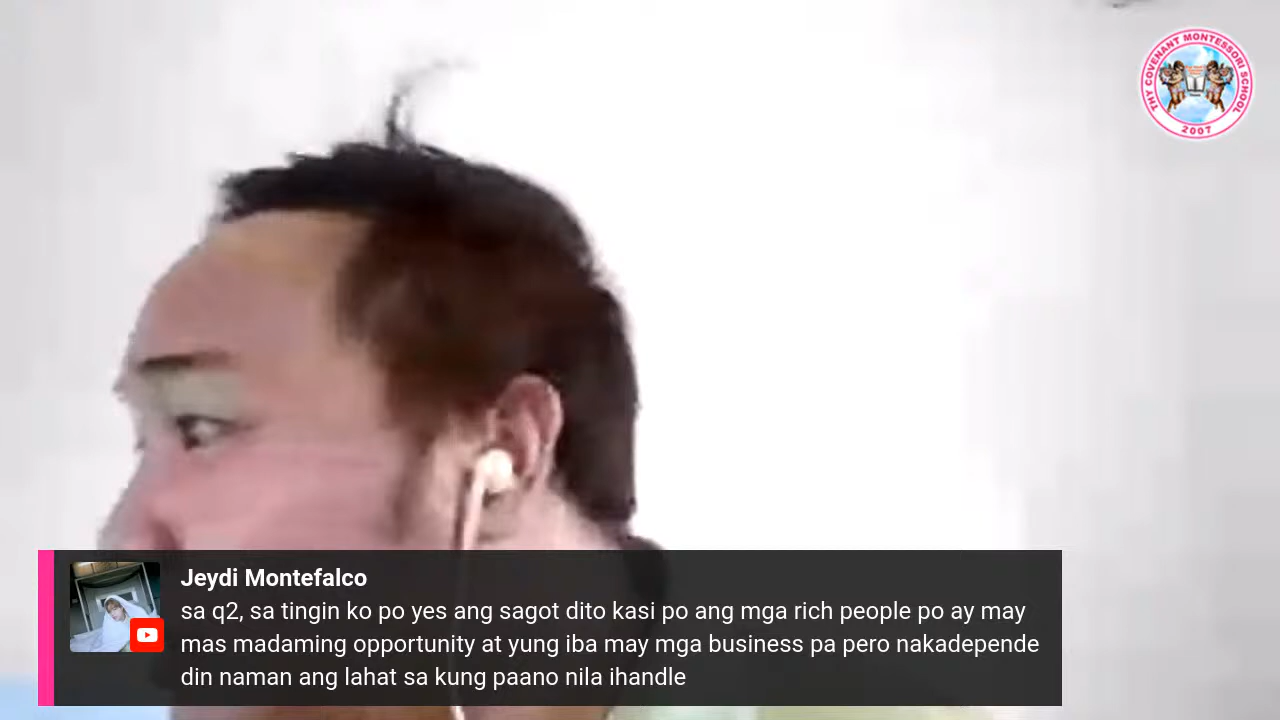 THY COVENANT MONTESSORI SCHOOL
2007
Jeydi Montefalco
sa q2, sa tingin ko po yes ang sagot dito kasi po ang mga rich people po ay may
mas madaming opportunity at yung iba may mga business pa pero nakadepende
din naman ang lahat sa kung paano nila ihandle